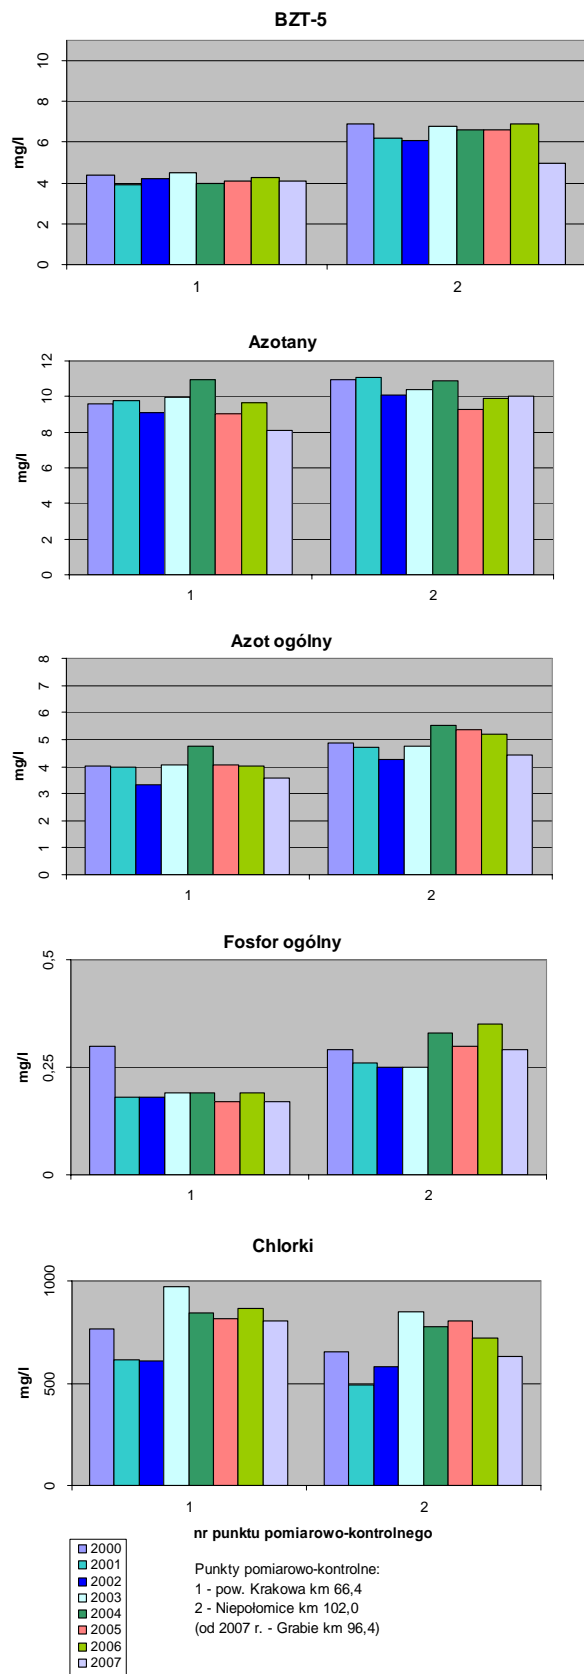 BZT-5
10
8
6
4
2
0
mg/l
1 2
Azotany
12
10
8
6
4
2
0
mg/l
1 2
Azot ogólny
8
7
6
5
4
3
2
1
0
mg/l
1 2
Fosfor ogólny
0,5
0,25
0
mg/l
1 2
Chlorki
1000
500
0
mg/l
1 2
nr punktu pomiarowo-kontrolnego
2000
2001
2002
2003
2004
2005
2006
2007
Punkty pomiarowo-kontrolne:
1 - pow. Krakowa km 66,4
2 - Niepołomice km 102,0
(od 2007 r. - Grabie km 96,4)